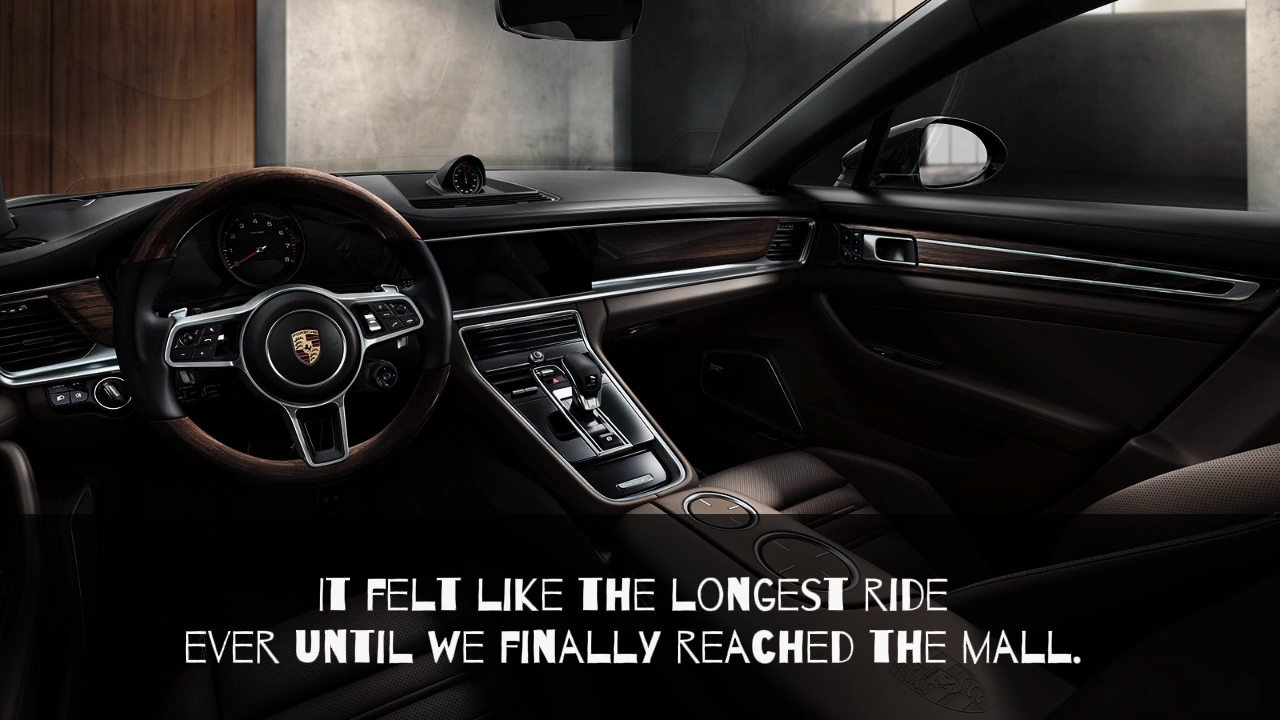 IT FELT LIKE THE LONGEST RIDE
EVER UNTIL WE FINALLY REACHED THE MALL.